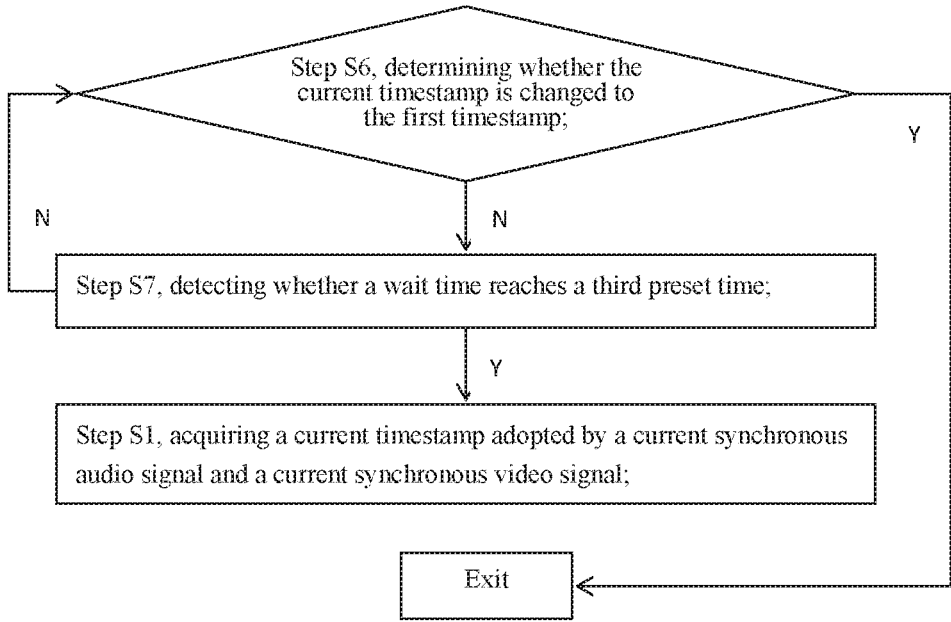 Step S6, determining whether the
current timestamp is changed to
the first timestamp;
Y
N
N
Step S7, detecting whether a wait time reaches a third preset time;
Y
Step S1, acquiring a current timestamp adopted by a current synchronous
audio signal and a current synchronous video signal;
Exit